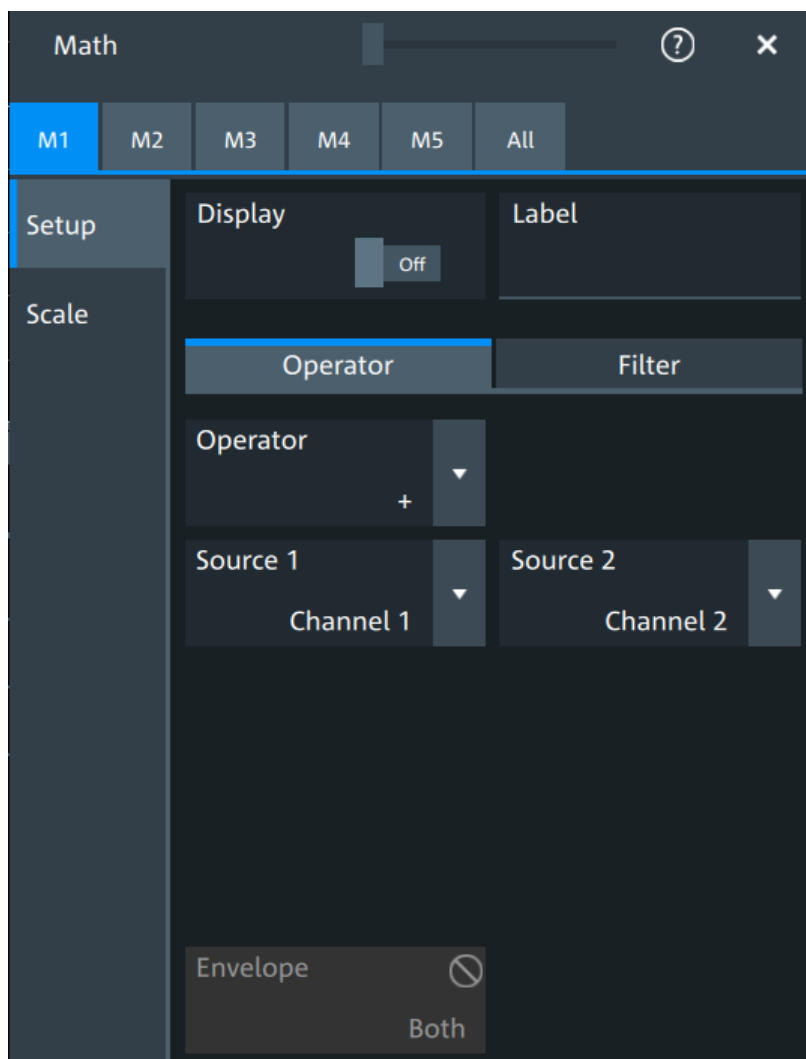 Math ?
M1 M2 M3 M4 M5 All
Setup
Display Label
Off
Scale
Operator Filter
Operator
+
Source 1 Source 2
Channel 1 Channel 2
Envelope
Both